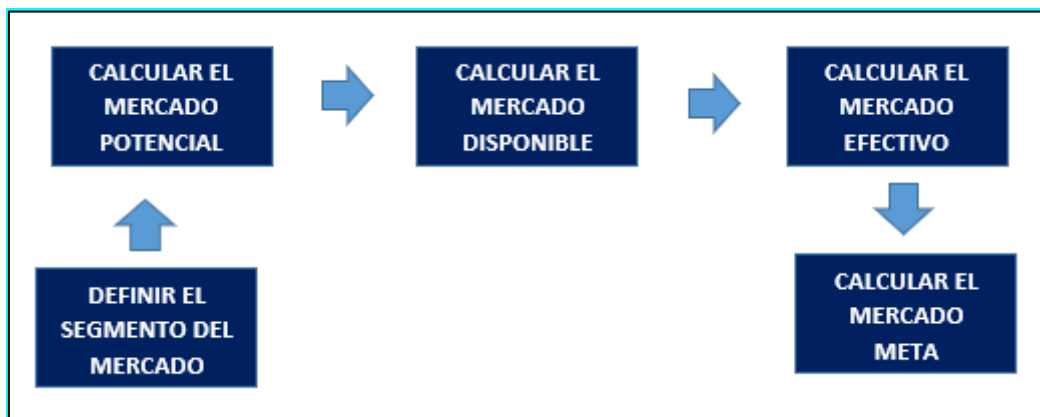 CALCULAR EL
MERCADO
POTENCIAL
CALCULAR EL
MERCADO
DISPONIBLE
CALCULAR EL
MERCADO
EFECTIVO
DEFINIR EL
SEGMENTO DEL
MERCADO
CALCULAR EL
MERCADO
META